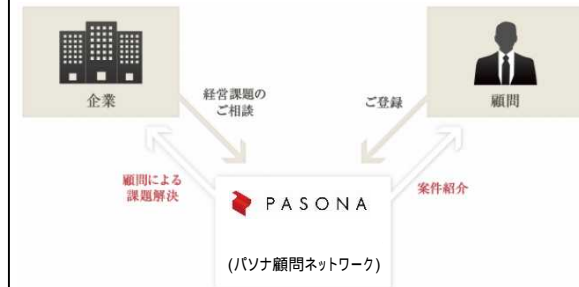 企業
顧問
経営課題の
ご相談
ご登録
顧問による
課題解決
案件紹介
PASONA
(パソナ顧問ネットワーク)